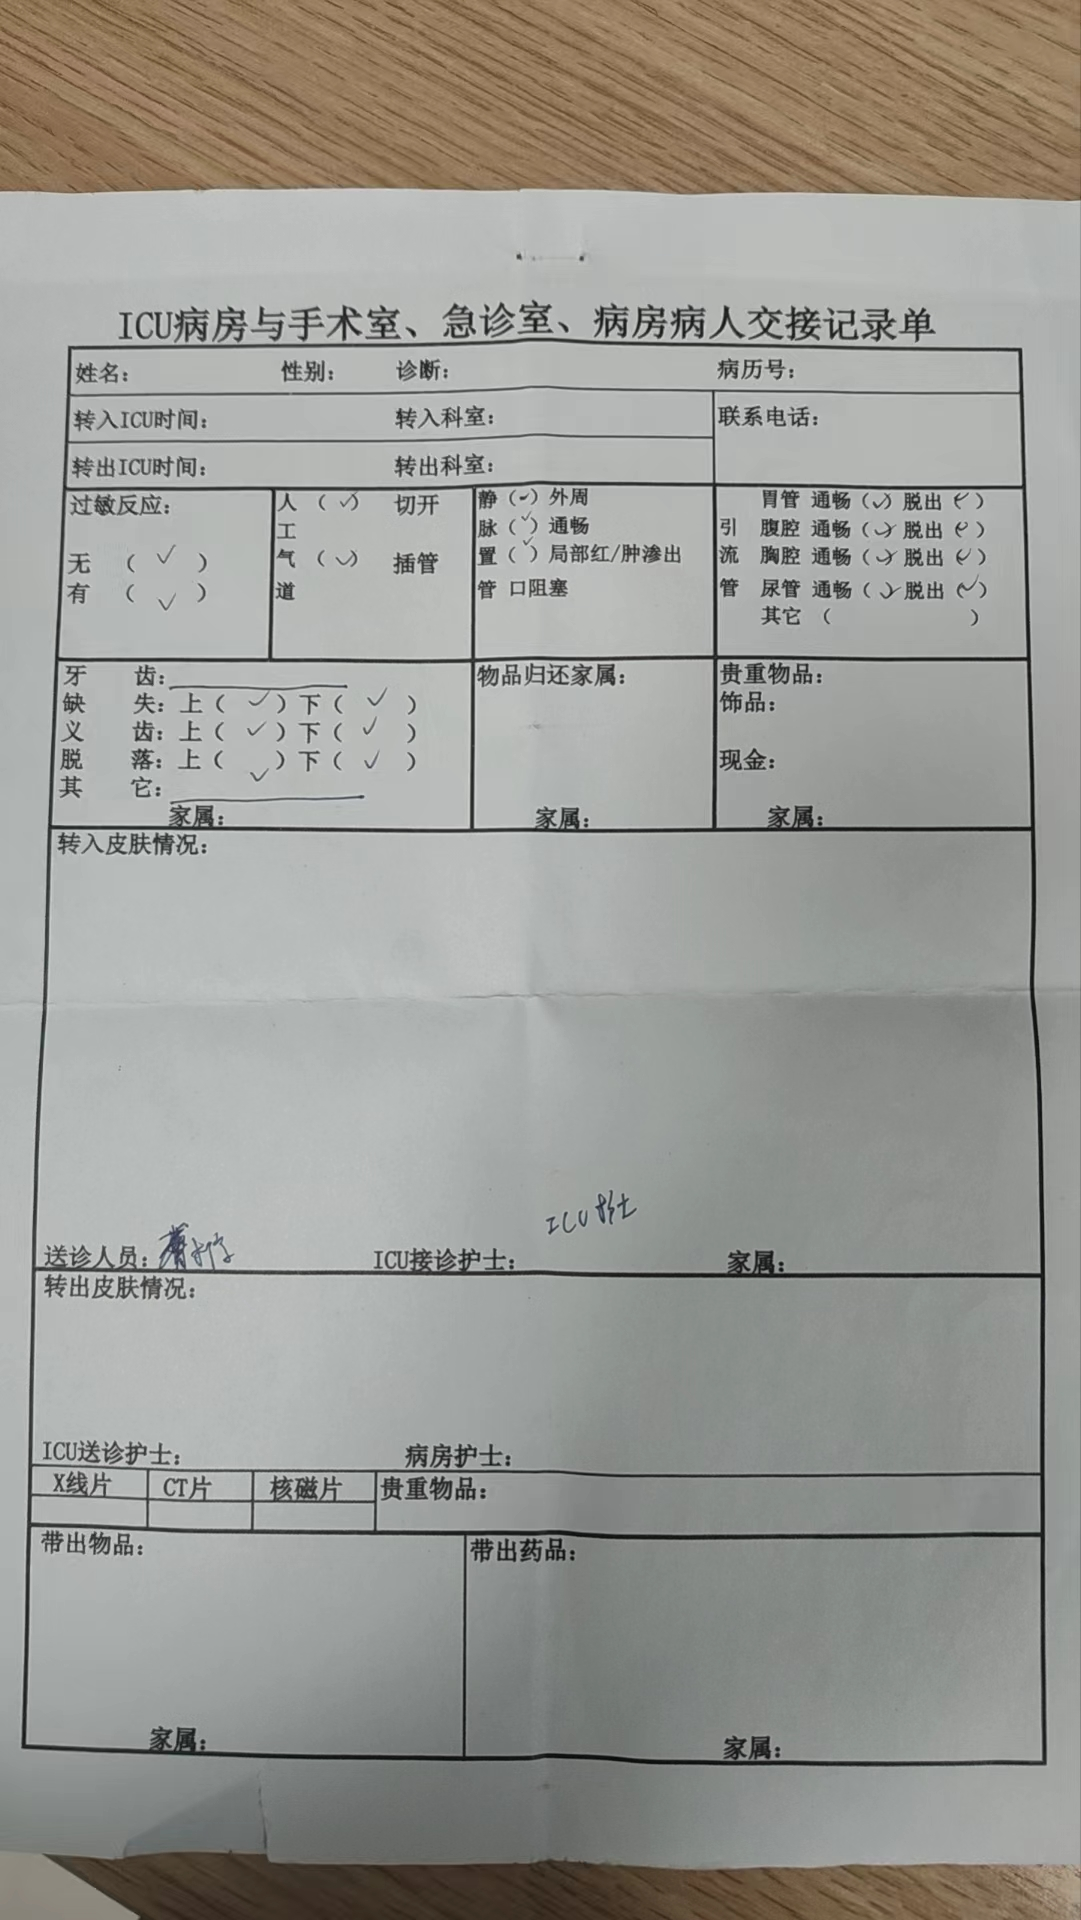 ICU病房与手术室、急诊室、病房病人交接记录单
姓名： 性别： 诊断： 病历号：
转入ICU时间： 转入科室： 联系电话：
转出ICU时间： 转出科室：
过敏反应：
无 （ ✓ ）
有 （ ✓ ）
人 （ ✓ ） 切开
工
气 （ ✓ ） 插管
道
静（✓）外周
脉（✓）通畅
置（✓）局部红/肿渗出
管 口阻塞
胃管 通畅（✓）脱出（✓）
引 腹腔 通畅（✓）脱出（✓）
流 胸腔 通畅（✓）脱出（✓）
管 尿管 通畅（✓）脱出（✓）
其它 （ ）
牙 齿：
缺 失：上（ ✓ ）下（ ✓ ）
义 齿：上（ ✓ ）下（ ✓ ）
脱 落：上（ ✓ ）下（ ✓ ）
其 它：
家属：
物品归还家属：
家属：
贵重物品：
饰品：
现金：
家属：
转入皮肤情况：
ICU护士
送诊人员： ICU接诊护士： 家属：
转出皮肤情况：
ICU送诊护士： 病房护士：
X线片 CT片 核磁片 贵重物品：
带出物品： 带出药品：
家属： 家属：